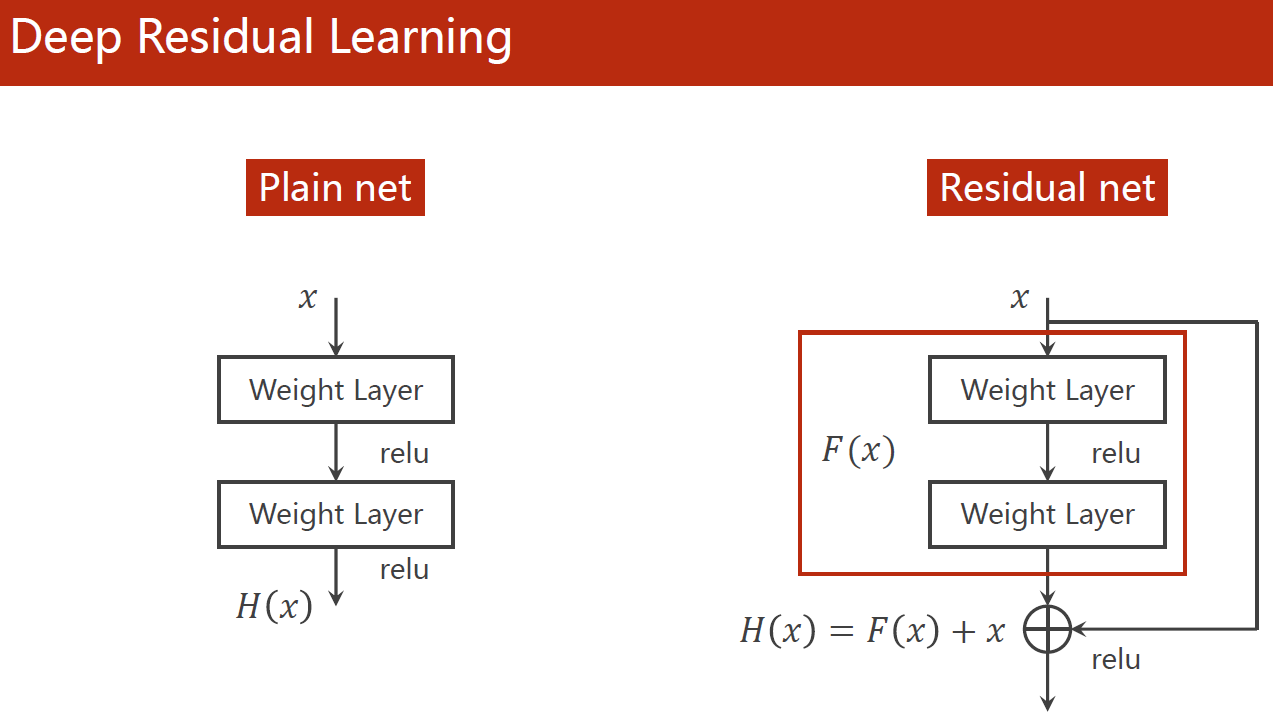 Deep Residual Learning
Plain net
x
Weight Layer
relu
Weight Layer
relu
H(x)
Residual net
x
Weight Layer
F(x)
relu
Weight Layer
H(x) = F(x) + x
relu